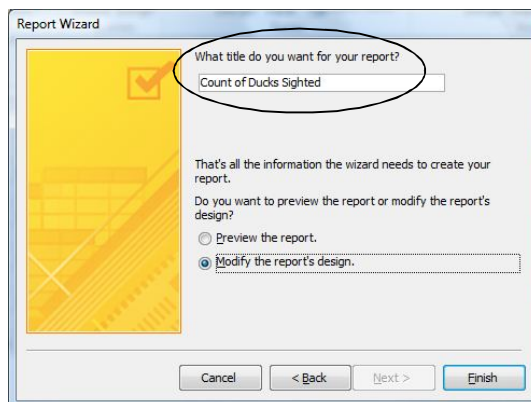 Report Wizard
What title do you want for your report?
Count of Ducks Sighted
That's all the information the wizard needs to create your
report.
Do you want to preview the report or modify the report's
design?
Preview the report.
Modify the report's design.
Cancel
< Back
Next >
Finish